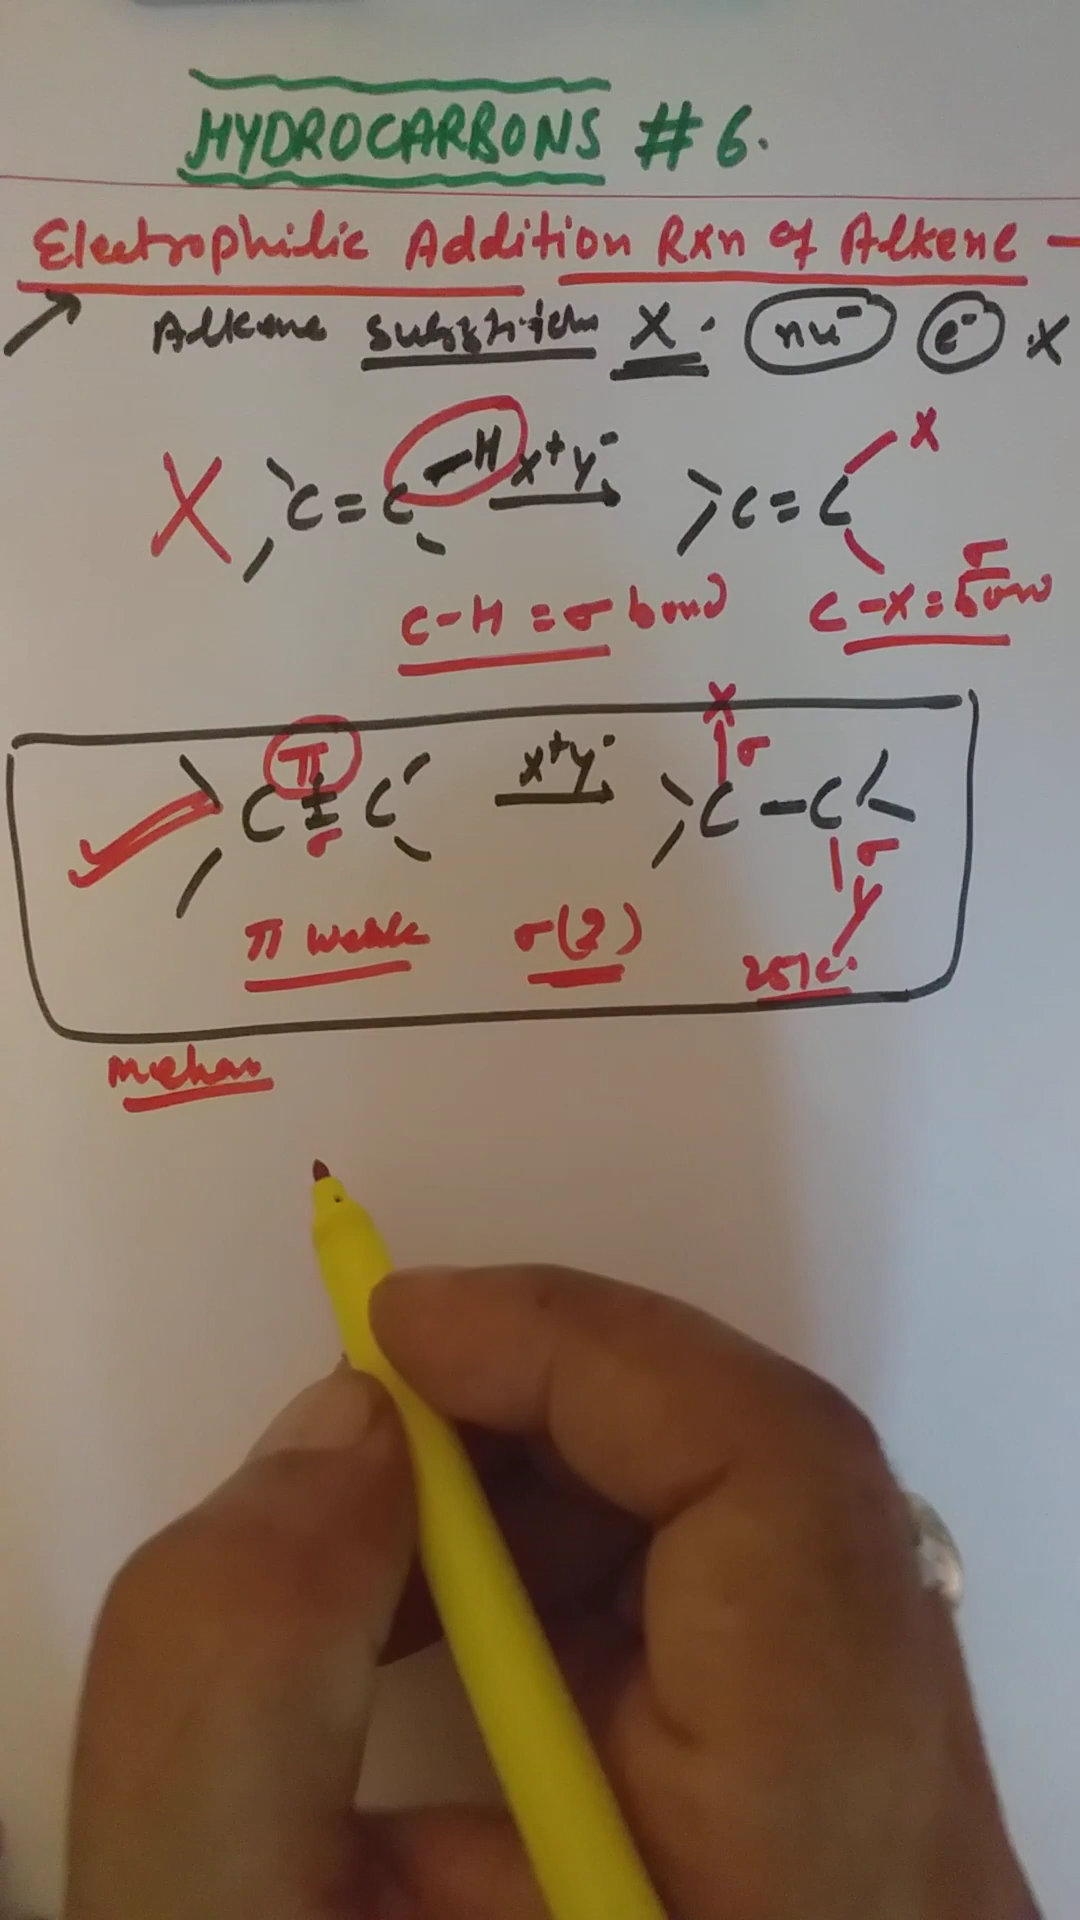 HYDROCARBONS # 6.
Electrophilic Addition Rxn of Alkene —
Alkene substitution X . nu⁻ e⁻ X
X C = C — H X⁺Y⁻ → C = C X
C-H = σ bond C-X = σ bond
π X
C = C X⁺Y⁻ → C — C σ
σ σ Y
π weak σ(2)
Mechan